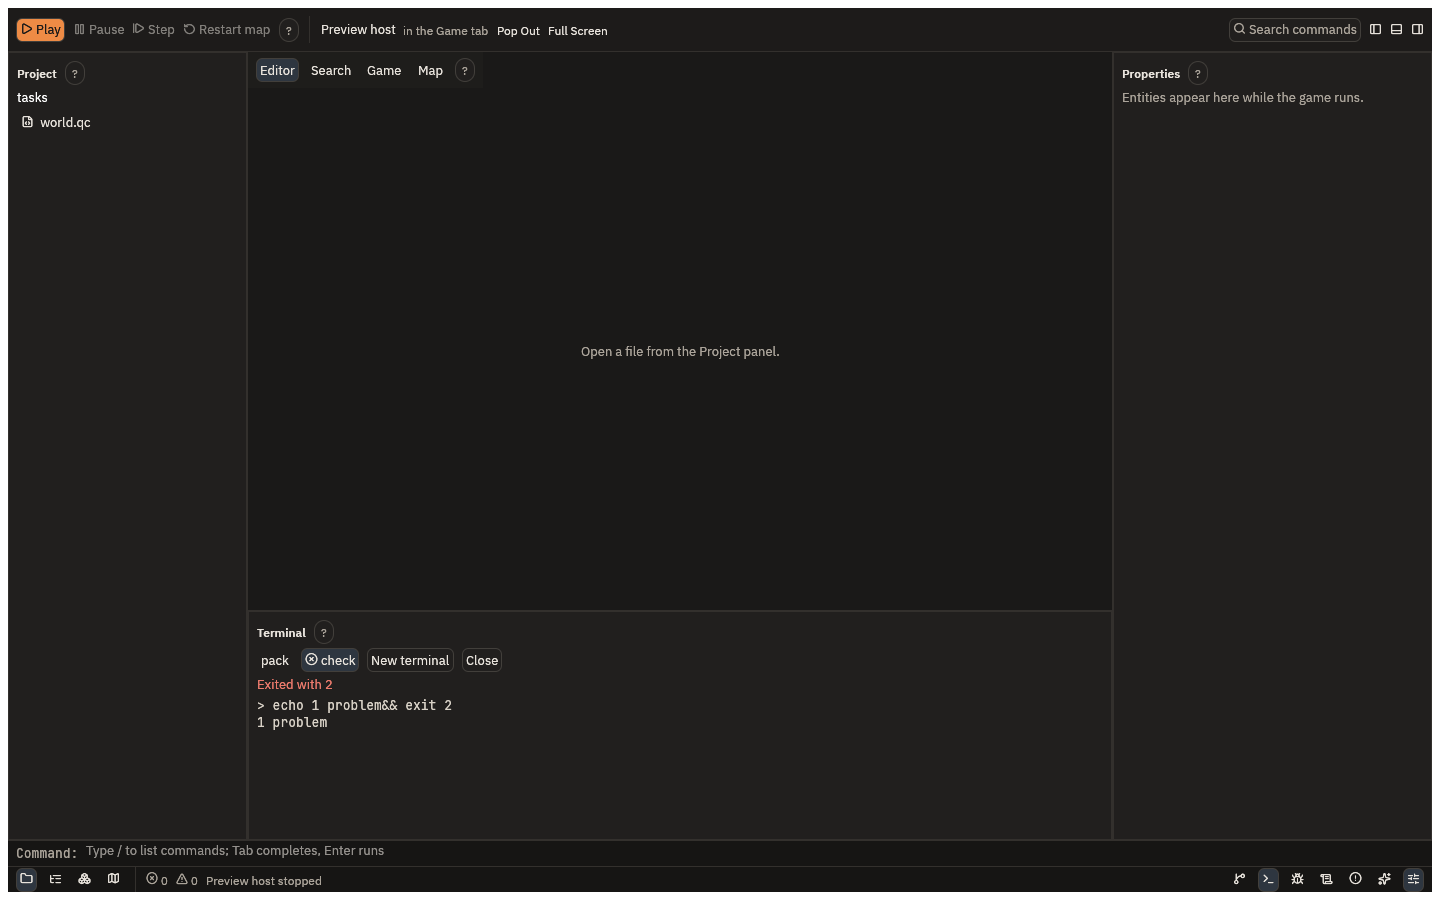 Play Pause Step Restart map ? Preview host in the Game tab Pop Out Full Screen Search commands
Project ?
tasks
world.qc
Editor Search Game Map ?
Open a file from the Project panel.
Properties ?
Entities appear here while the game runs.
Terminal ?
pack check New terminal Close
Exited with 2
> echo 1 problem&& exit 2
1 problem
Command: Type / to list commands; Tab completes, Enter runs
0 0 Preview host stopped